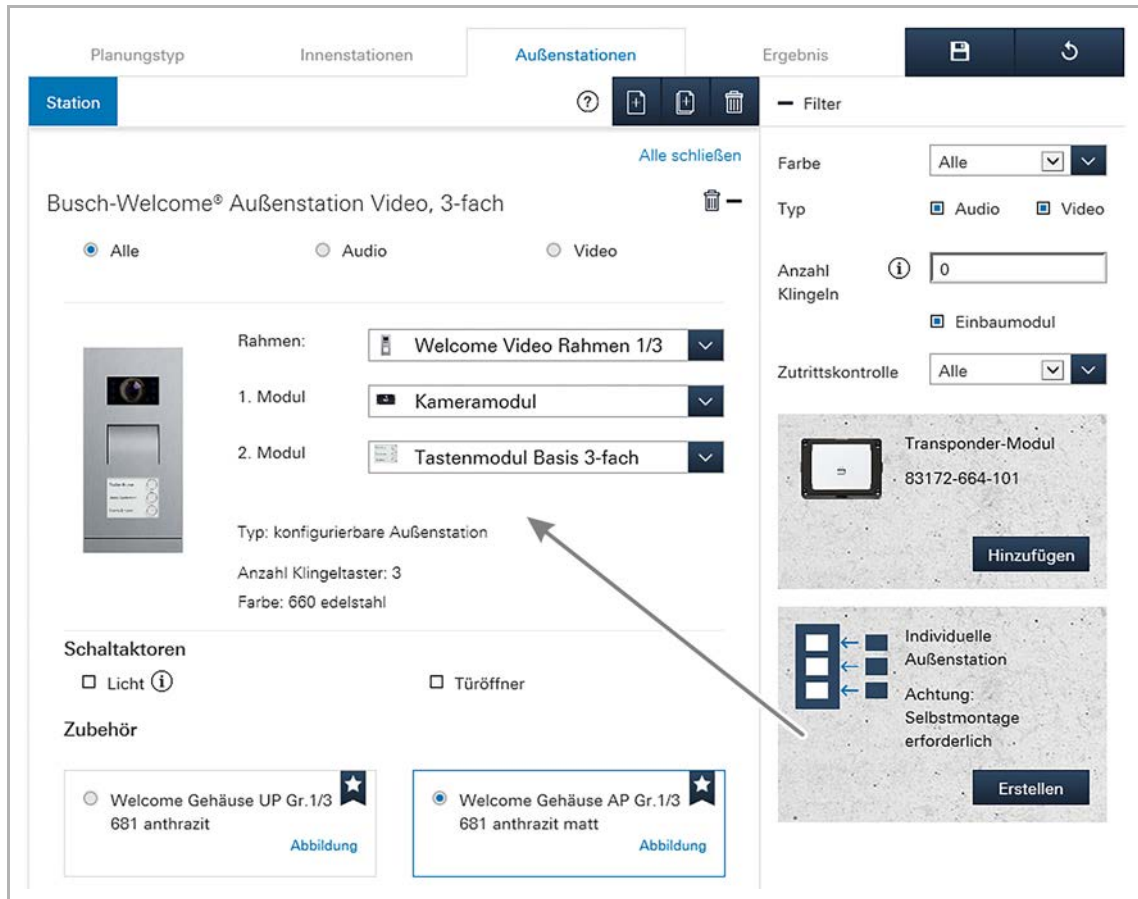 Planungstyp
Innenstationen
Außenstationen
Ergebnis
Station
Filter
Alle schließen
Busch-Welcome® Außenstation Video, 3-fach
Alle
Audio
Video
Rahmen:
Welcome Video Rahmen 1/3
1. Modul
Kameramodul
2. Modul
Tastenmodul Basis 3-fach
Typ: konfigurierbare Außenstation
Anzahl Klingeltaster: 3
Farbe: 660 edelstahl
Schaltaktoren
Licht
Türöffner
Zubehör
Welcome Gehäuse UP Gr.1/3
681 anthrazit
Abbildung
Welcome Gehäuse AP Gr.1/3
681 anthrazit matt
Abbildung
Farbe
Alle
Typ
Audio
Video
Anzahl
Klingeln
0
Einbaumodul
Zutrittskontrolle
Alle
Transponder-Modul
83172-664-101
Hinzufügen
Individuelle
Außenstation
Achtung:
Selbstmontage
erforderlich
Erstellen